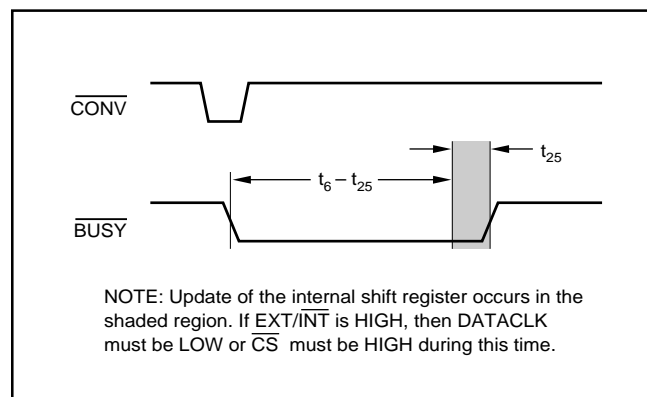 CONV
t25
t6 – t25
BUSY
NOTE: Update of the internal shift register occurs in the
shaded region. If EXT/INT is HIGH, then DATACLK
must be LOW or CS must be HIGH during this time.